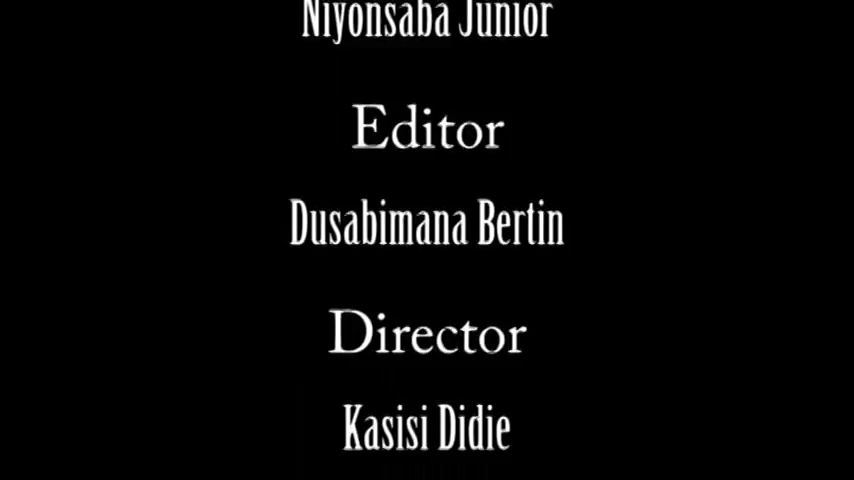 Niyonsaba Junior
Editor
Dusabimana Bertin
Director
Kasisi Didie